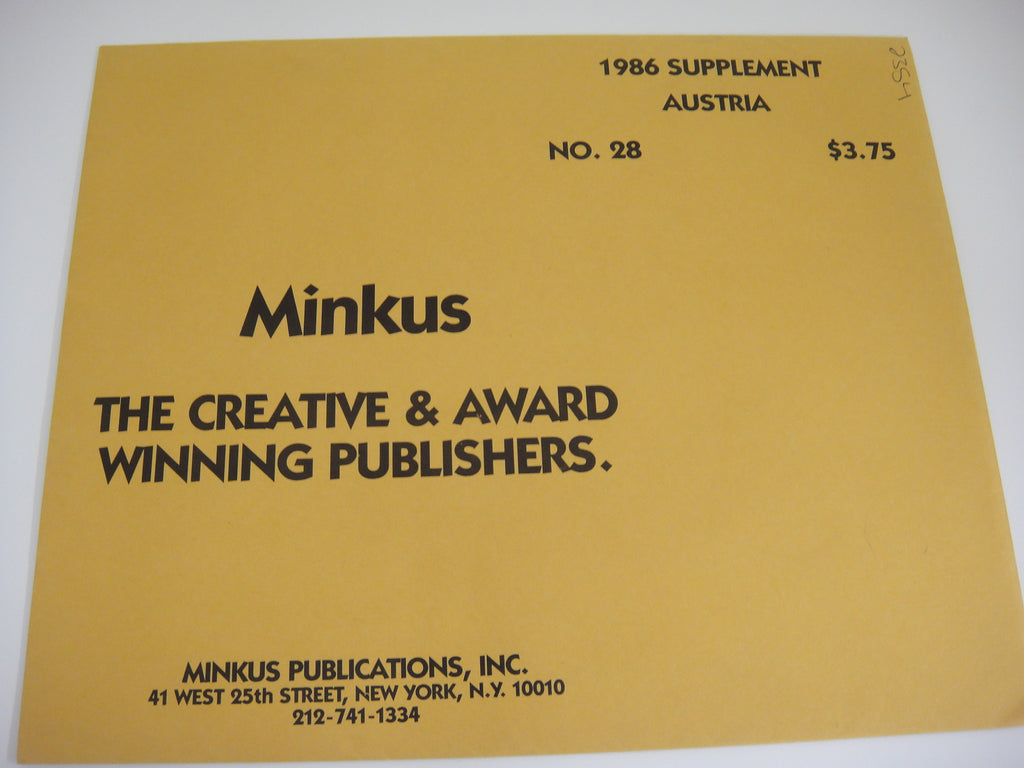 1986 SUPPLEMENT
AUSTRIA
NO. 28 $3.75
2354
Minkus
THE CREATIVE & AWARD
WINNING PUBLISHERS.
MINKUS PUBLICATIONS, INC.
41 WEST 25th STREET, NEW YORK, N.Y. 10010
212-741-1334